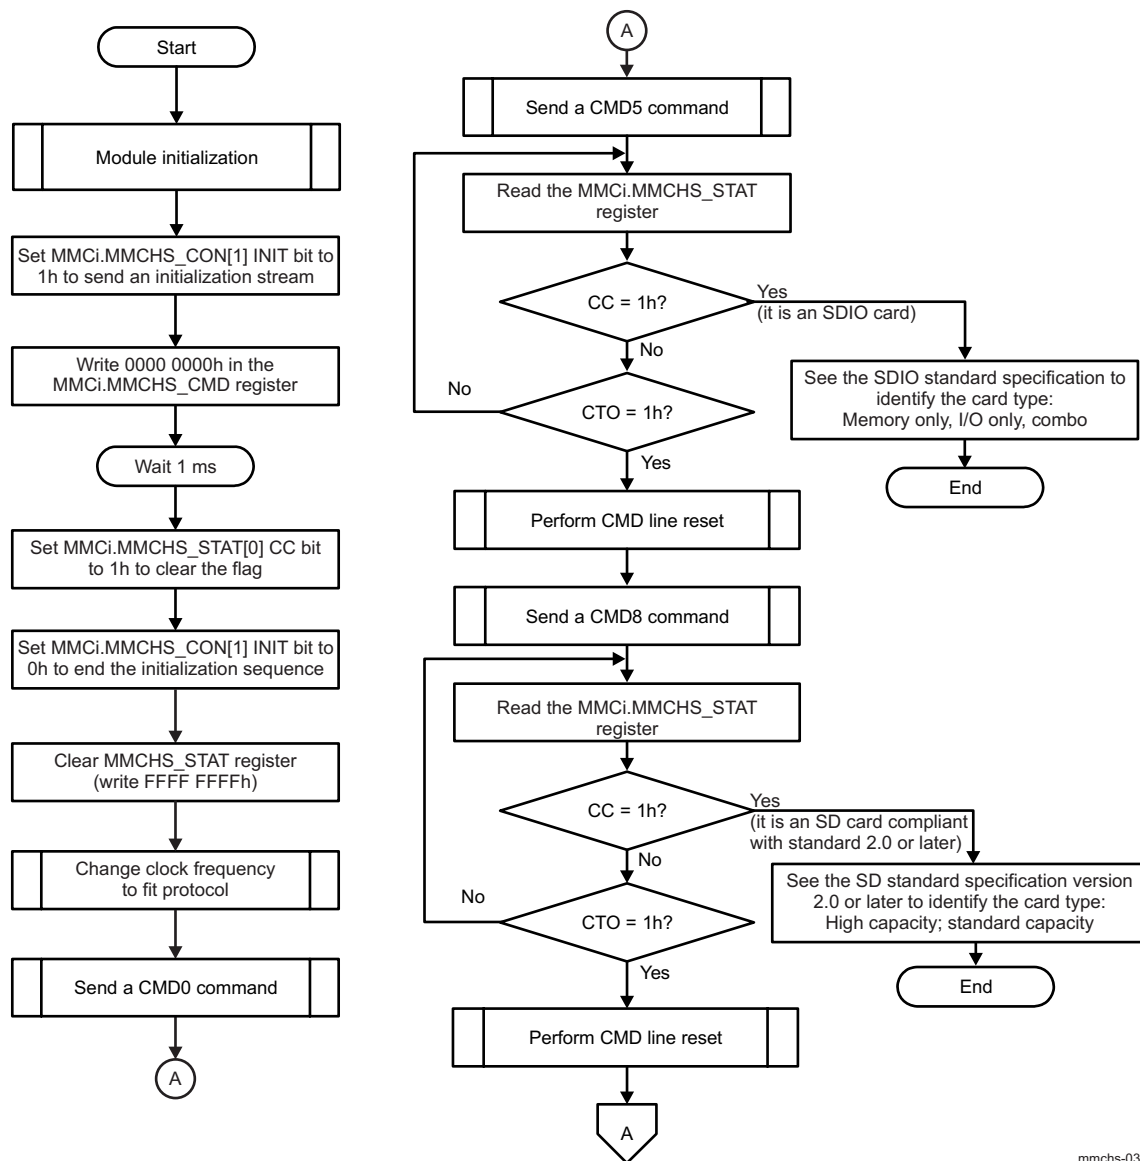 Start
Module initialization
Set MMCi.MMCHS_CON[1] INIT bit to
1h to send an initialization stream
Write 0000 0000h in the
MMCi.MMCHS_CMD register
Wait 1 ms
Set MMCi.MMCHS_STAT[0] CC bit
to 1h to clear the flag
Set MMCi.MMCHS_CON[1] INIT bit to
0h to end the initialization sequence
Clear MMCHS_STAT register
(write FFFF FFFFh)
Change clock frequency
to fit protocol
Send a CMD0 command
A
A
Send a CMD5 command
Read the MMCi.MMCHS_STAT
register
CC = 1h?
Yes
(it is an SDIO card)
No
See the SDIO standard specification to
identify the card type:
Memory only, I/O only, combo
End
No
CTO = 1h?
Yes
Perform CMD line reset
Send a CMD8 command
Read the MMCi.MMCHS_STAT
register
CC = 1h?
Yes
(it is an SD card compliant
with standard 2.0 or later)
No
See the SD standard specification version
2.0 or later to identify the card type:
High capacity; standard capacity
End
No
CTO = 1h?
Yes
Perform CMD line reset
A
mmchs-03